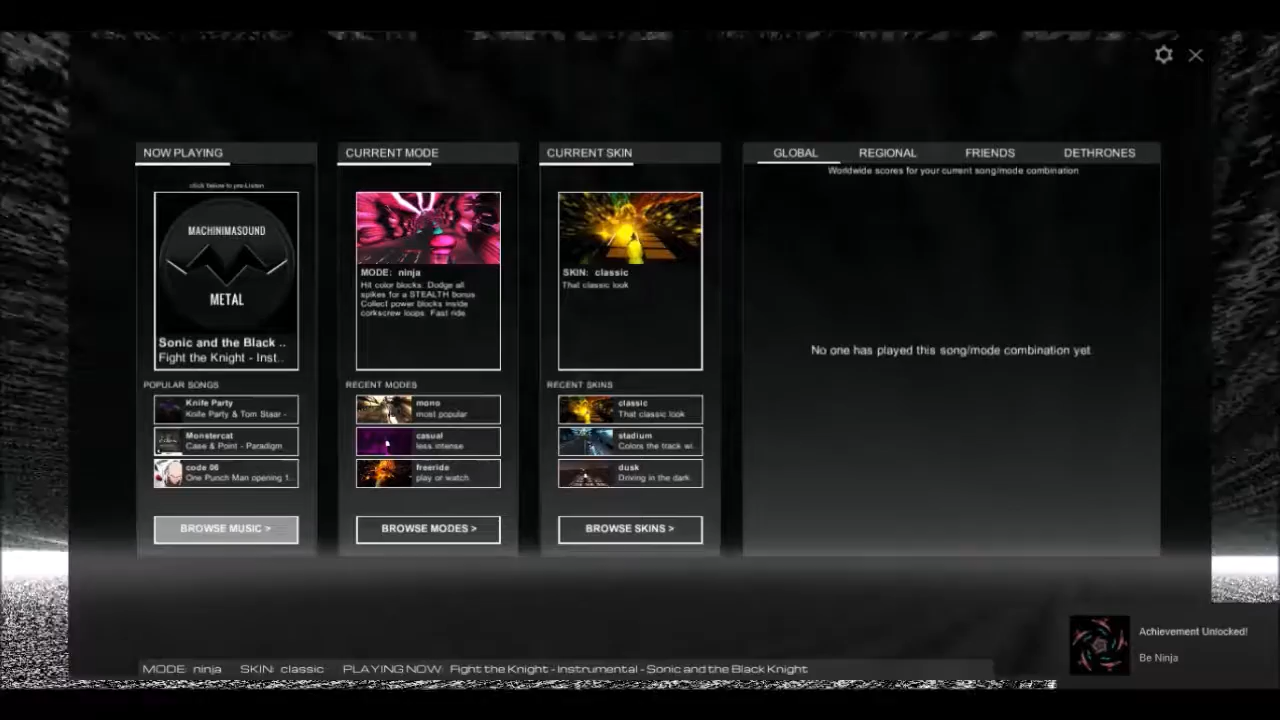 NOW PLAYING
click below to pre-Listen
MACHINIMASOUND
METAL
Sonic and the Black ..
Fight the Knight - Inst..
POPULAR SONGS
Knife Party
Knife Party & Tom Staar -
Monstercat
Case & Point - Paradigm
code 06
One Punch Man opening 1..
BROWSE MUSIC >
CURRENT MODE
MODE: ninja
Hit color blocks. Dodge all
spikes for a STEALTH bonus
Collect power blocks inside
corkscrew loops. Fast ride
RECENT MODES
mono
most popular
casual
less intense
freeride
play or watch
BROWSE MODES >
CURRENT SKIN
SKIN: classic
That classic look
RECENT SKINS
classic
That classic look
stadium
Colors the track wi..
dusk
Driving in the dark
BROWSE SKINS >
GLOBAL REGIONAL FRIENDS DETHRONES
Worldwide scores for your current song/mode combination
No one has played this song/mode combination yet
Achievement Unlocked!
Be Ninja
MODE: ninja SKIN: classic PLAYING NOW: Fight the Knight - Instrumental - Sonic and the Black Knight